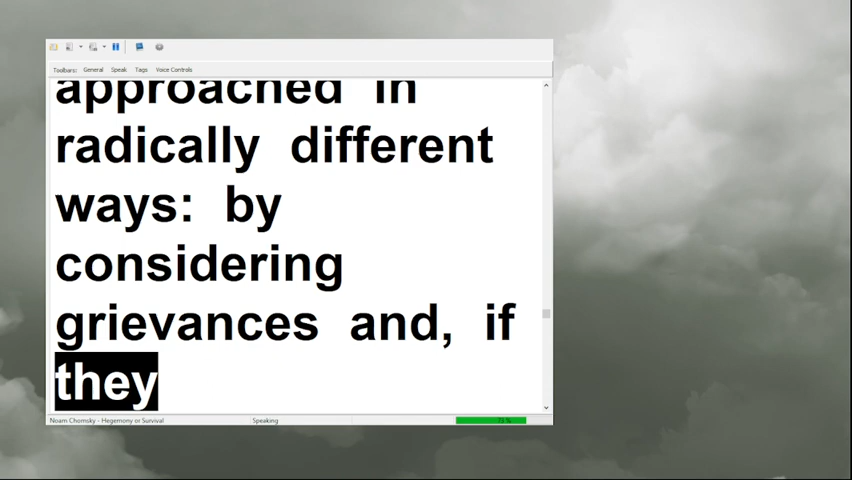 Toolbars: General Speak Tags Voice Controls
approached in
radically different
ways: by
considering
grievances and, if
they
Noam Chomsky - Hegemony or Survival Speaking